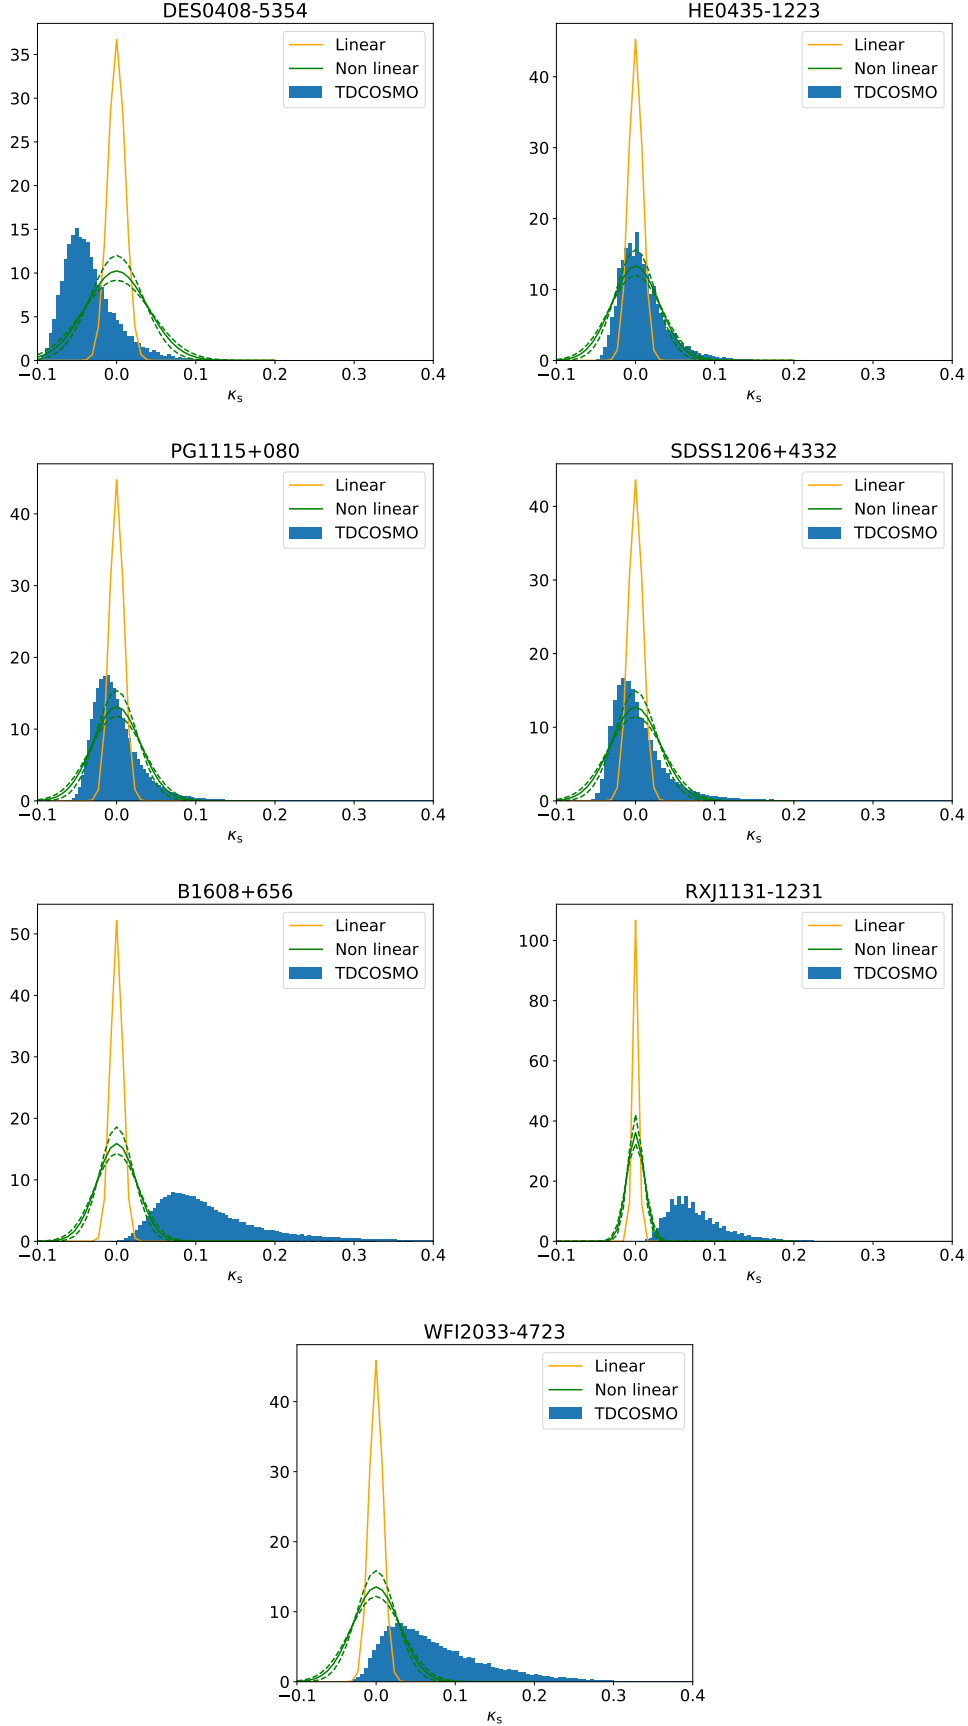 DES0408-5354
35
30
25
20
15
10
5
0
Linear
Non linear
TDCOSMO
−0.1 0.0 0.1 0.2 0.3 0.4
κs
HE0435-1223
40
30
20
10
0
Linear
Non linear
TDCOSMO
−0.1 0.0 0.1 0.2 0.3 0.4
κs
PG1115+080
40
30
20
10
0
Linear
Non linear
TDCOSMO
−0.1 0.0 0.1 0.2 0.3 0.4
κs
SDSS1206+4332
40
30
20
10
0
Linear
Non linear
TDCOSMO
−0.1 0.0 0.1 0.2 0.3 0.4
κs
B1608+656
50
40
30
20
10
0
Linear
Non linear
TDCOSMO
−0.1 0.0 0.1 0.2 0.3 0.4
κs
RXJ1131-1231
100
80
60
40
20
0
Linear
Non linear
TDCOSMO
−0.1 0.0 0.1 0.2 0.3 0.4
κs
WFI2033-4723
40
30
20
10
0
Linear
Non linear
TDCOSMO
−0.1 0.0 0.1 0.2 0.3 0.4
κs